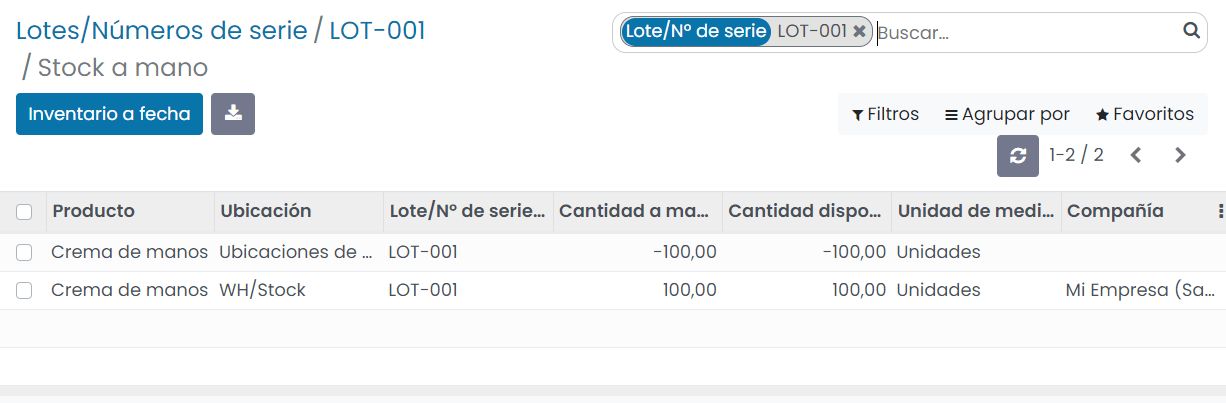 Lotes/Números de serie / LOT-001
/ Stock a mano
Lote/Nº de serie LOT-001 Buscar...
Inventario a fecha
Filtros Agrupar por Favoritos
1-2 / 2
Producto Ubicación Lote/Nº de serie... Cantidad a ma... Cantidad dispo... Unidad de medi... Compañía
Crema de manos Ubicaciones de ... LOT-001 -100,00 -100,00 Unidades
Crema de manos WH/Stock LOT-001 100,00 100,00 Unidades Mi Empresa (Sa...